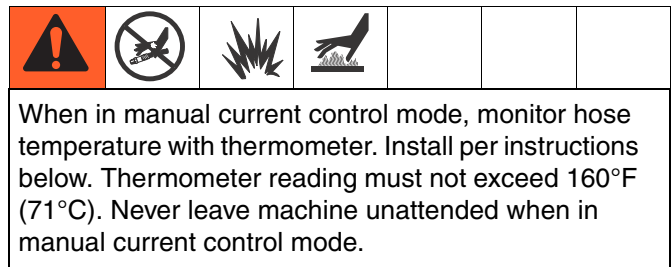 When in manual current control mode, monitor hose
temperature with thermometer. Install per instructions
below. Thermometer reading must not exceed 160°F
(71°C). Never leave machine unattended when in
manual current control mode.